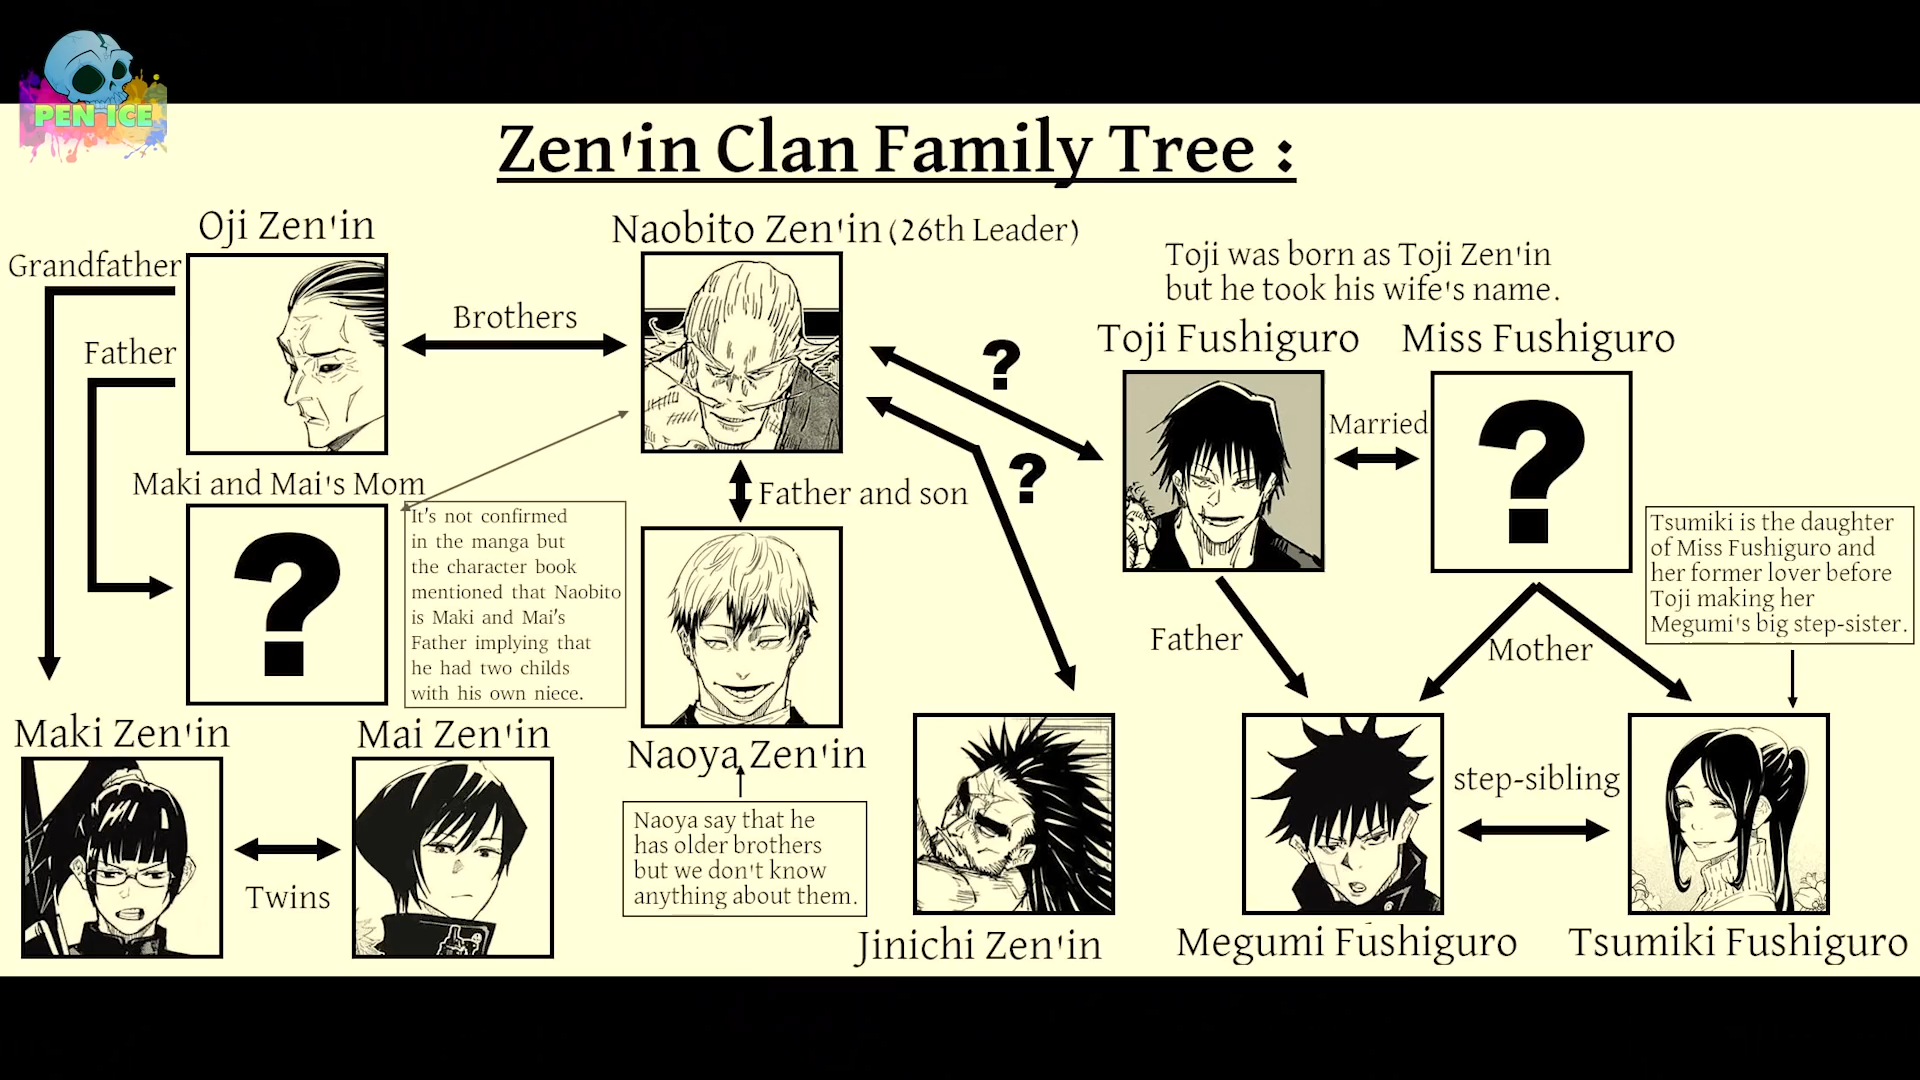 PEN ICE
Zen'in Clan Family Tree :
Oji Zen'in
Naobito Zen'in (26th Leader)
Toji was born as Toji Zen'in
but he took his wife's name.
Grandfather
Brothers
Father
Toji Fushiguro
Miss Fushiguro
?
Married
?
?
Maki and Mai's Mom
?
It's not confirmed
in the manga but
the character book
mentioned that Naobito
is Maki and Mai's
Father implying that
he had two childs
with his own niece.
Father and son
Tsumiki is the daughter
of Miss Fushiguro and
her former lover before
Toji making her
Megumi's big step-sister.
Father
Mother
Maki Zen'in
Mai Zen'in
Twins
Naoya Zen'in
Naoya say that he
has older brothers
but we don't know
anything about them.
step-sibling
Jinichi Zen'in
Megumi Fushiguro
Tsumiki Fushiguro